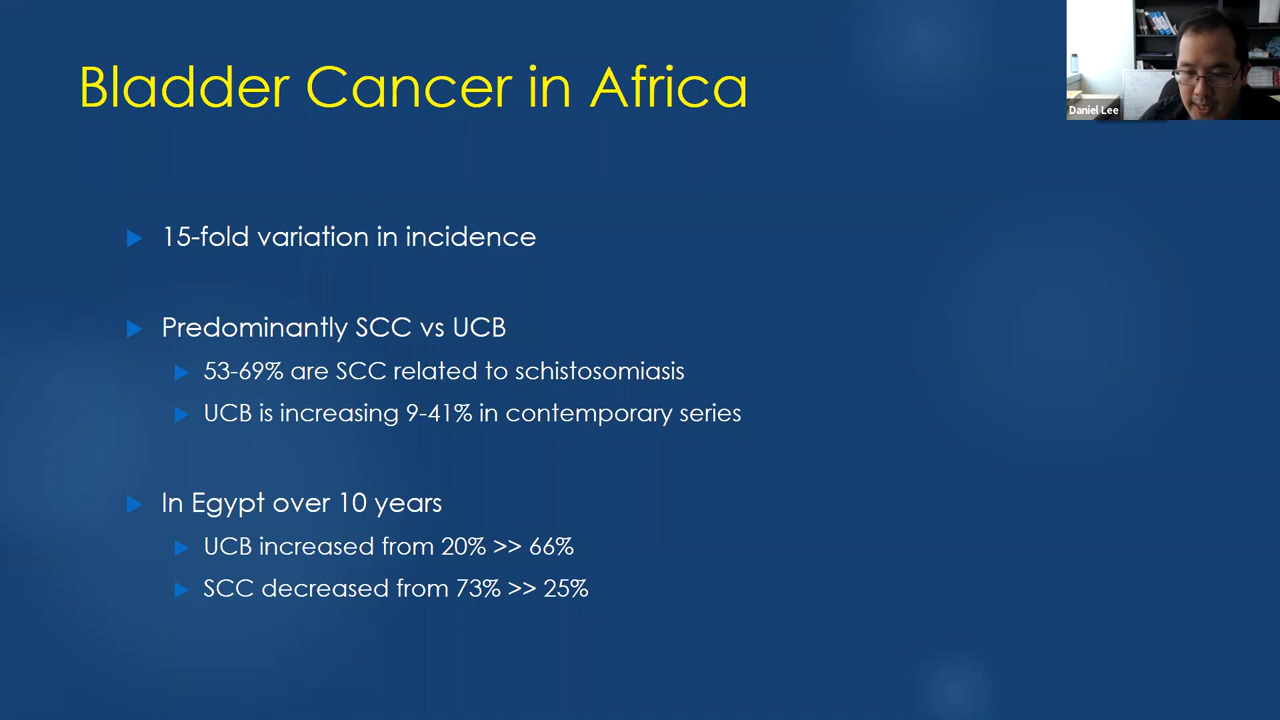 Bladder Cancer in Africa
Daniel Lee
15-fold variation in incidence
Predominantly SCC vs UCB
53-69% are SCC related to schistosomiasis
UCB is increasing 9-41% in contemporary series
In Egypt over 10 years
UCB increased from 20% >> 66%
SCC decreased from 73% >> 25%